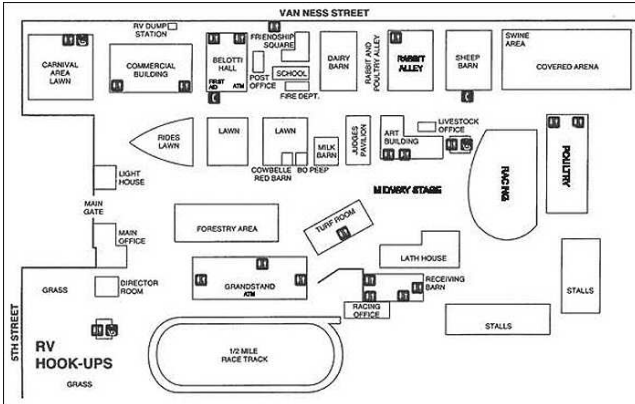 VAN NESS STREET
RV DUMP
STATION
FRIENDSHIP
SQUARE
SWINE
AREA
CARNIVAL
AREA
LAWN
COMMERCIAL
BUILDING
BELOTTI
HALL
FIRST
AID
ATM
POST
OFFICE
SCHOOL
FIRE DEPT.
DAIRY
BARN
RABBIT AND
POULTRY ALLEY
RABBIT
ALLEY
SHEEP
BARN
COVERED ARENA
RIDES
LAWN
LAWN
LAWN
COWBELLE
RED BARN
BO PEEP
MILK
BARN
JUDGES
PAVILION
ART
BUILDING
LIVESTOCK
OFFICE
RACING
POULTRY
LIGHT
HOUSE
MIDWAY STAGE
MAIN
GATE
MAIN
OFFICE
FORESTRY AREA
TURF ROOM
LATH HOUSE
GRASS
DIRECTOR
ROOM
GRANDSTAND
ATM
RECEIVING
BARN
RACING
OFFICE
STALLS
STALLS
5TH STREET
RV
HOOK-UPS
GRASS
1/2 MILE
RACE TRACK